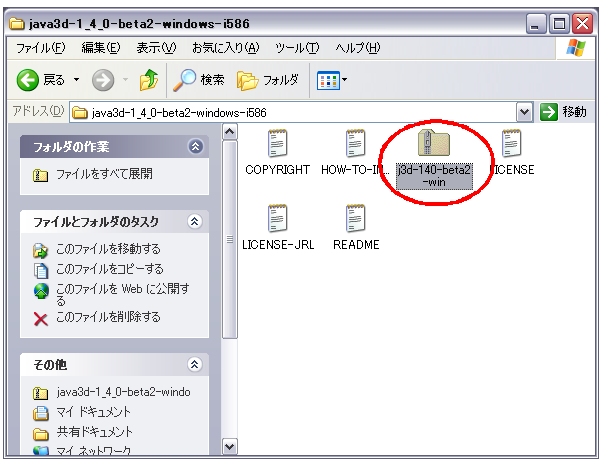 java3d-1_4_0-beta2-windows-i586
ファイル(F) 編集(E) 表示(V) お気に入り(A) ツール(T) ヘルプ(H)
戻る 検索 フォルダ
アドレス(D) java3d-1_4_0-beta2-windows-i586 移動
フォルダの作業
ファイルをすべて展開
ファイルとフォルダのタスク
このファイルを移動する
このファイルをコピーする
このファイルを Web に公開す
る
このファイルを削除する
その他
java3d-1_4_0-beta2-windo
マイ ドキュメント
共有ドキュメント
マイ ネットワーク
COPYRIGHT HOW-TO-IN... j3d-140-beta2 LICENSE
-win
LICENSE-JRL README